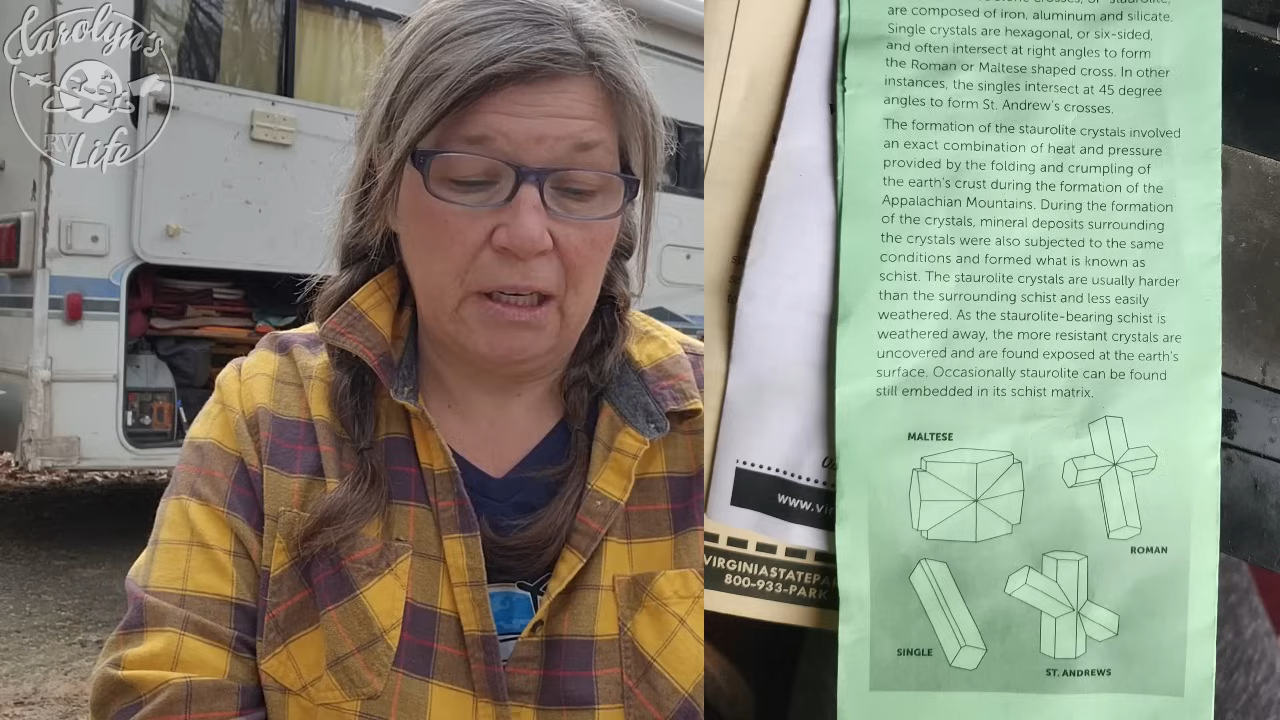 Karolyn's
RV
Life
are composed of iron, aluminum and silicate.
Single crystals are hexagonal, or six-sided,
and often intersect at right angles to form
the Roman or Maltese shaped cross. In other
instances, the singles intersect at 45 degree
angles to form St. Andrew's crosses.
The formation of the staurolite crystals involved
an exact combination of heat and pressure
provided by the folding and crumpling of
the earth's crust during the formation of the
Appalachian Mountains. During the formation
of the crystals, mineral deposits surrounding
the crystals were also subjected to the same
conditions and formed what is known as
schist. The staurolite crystals are usually harder
than the surrounding schist and less easily
weathered. As the staurolite-bearing schist is
weathered away, the more resistant crystals are
uncovered and are found exposed at the earth's
surface. Occasionally staurolite can be found
still embedded in its schist matrix.
MALTESE
ROMAN
SINGLE
ST. ANDREWS
www.vir
VIRGINIASTATEPA
800-933-PARK